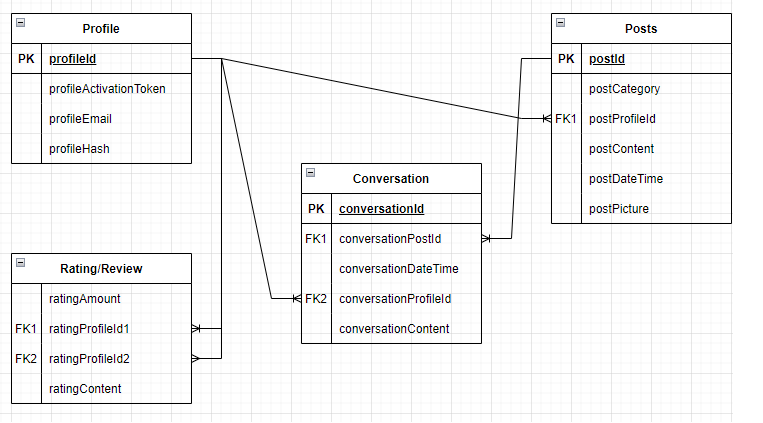 Profile
PK profileId
profileActivationToken
profileEmail
profileHash
Posts
PK postId
postCategory
FK1 postProfileId
postContent
postDateTime
postPicture
Conversation
PK conversationId
FK1 conversationPostId
conversationDateTime
FK2 conversationProfileId
conversationContent
Rating/Review
ratingAmount
FK1 ratingProfileId1
FK2 ratingProfileId2
ratingContent